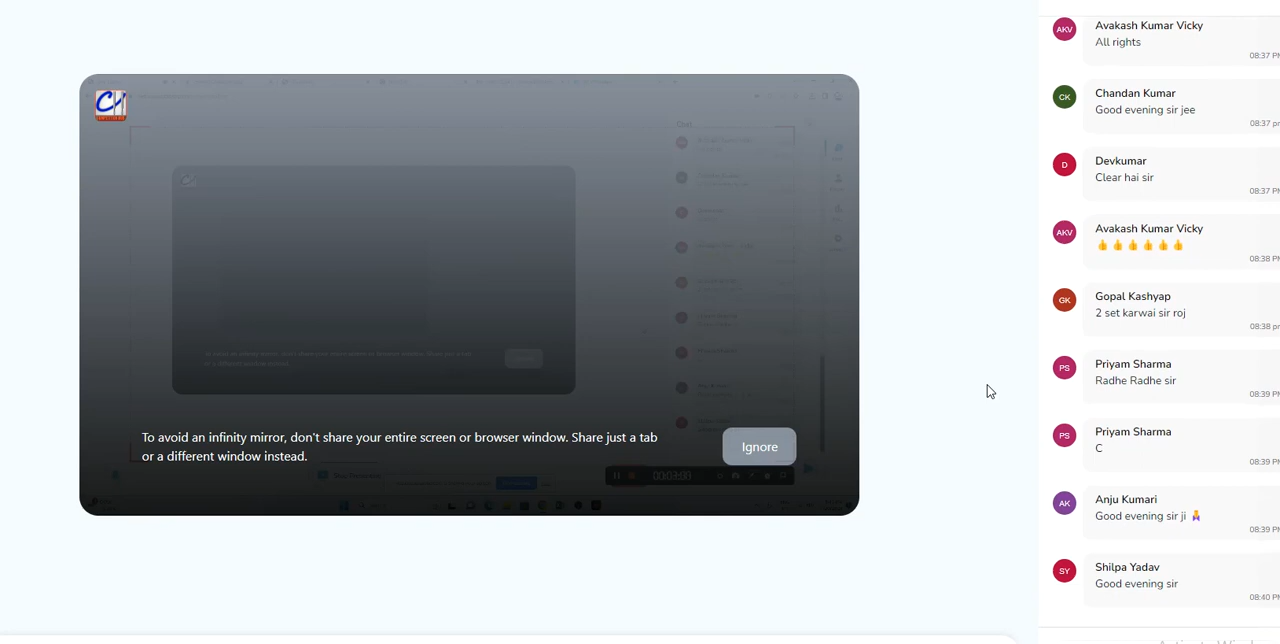 To avoid an infinity mirror, don't share your entire screen or browser window. Share just a tab
or a different window instead.
Ignore
AKV
Avakash Kumar Vicky
All rights
08:37 PM
CK
Chandan Kumar
Good evening sir jee
08:37 pm
D
Devkumar
Clear hai sir
08:37 PM
AKV
Avakash Kumar Vicky
👍👍👍👍👍👍
08:38 PM
GK
Gopal Kashyap
2 set karwai sir roj
08:38 pm
PS
Priyam Sharma
Radhe Radhe sir
08:39 PM
PS
Priyam Sharma
C
08:39 PM
AK
Anju Kumari
Good evening sir ji
08:39 PM
SY
Shilpa Yadav
Good evening sir
08:40 PM